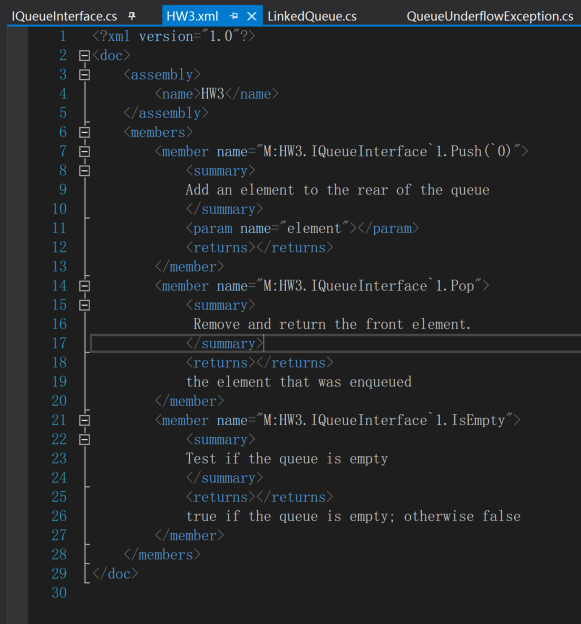 IQueueInterface.cs HW3.xml LinkedQueue.cs QueueUnderflowException.cs
1 <?xml version="1.0"?>
2 <doc>
3 <assembly>
4 <name>HW3</name>
5 </assembly>
6 <members>
7 <member name="M:HW3.IQueueInterface`1.Push(`0)">
8 <summary>
9 Add an element to the rear of the queue
10 </summary>
11 <param name="element"></param>
12 <returns></returns>
13 </member>
14 <member name="M:HW3.IQueueInterface`1.Pop">
15 <summary>
16 Remove and return the front element.
17 </summary>
18 <returns></returns>
19 the element that was enqueued
20 </member>
21 <member name="M:HW3.IQueueInterface`1.IsEmpty">
22 <summary>
23 Test if the queue is empty
24 </summary>
25 <returns></returns>
26 true if the queue is empty; otherwise false
27 </member>
28 </members>
29 </doc>
30